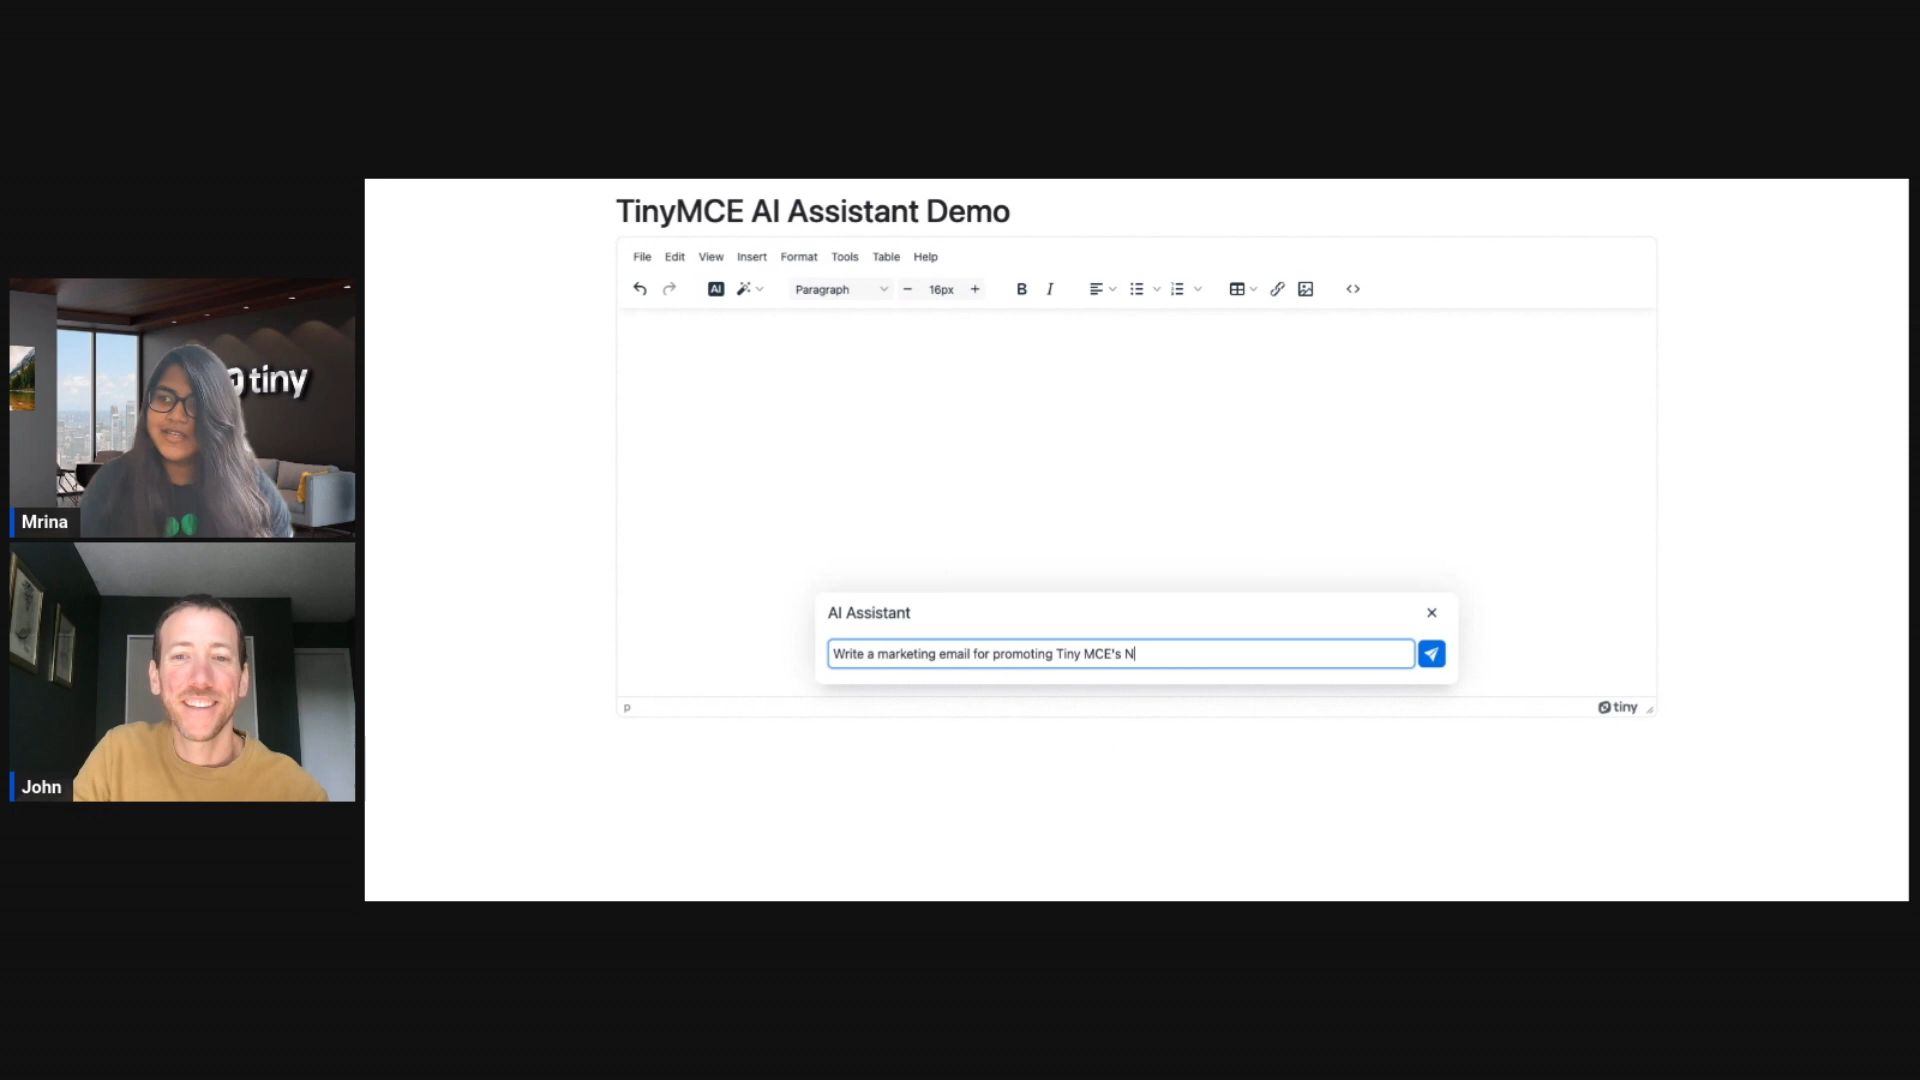 TinyMCE AI Assistant Demo
File Edit View Insert Format Tools Table Help
AI Paragraph 16px B I
tiny
Mrina
AI Assistant
Write a marketing email for promoting Tiny MCE's N
p tiny
John